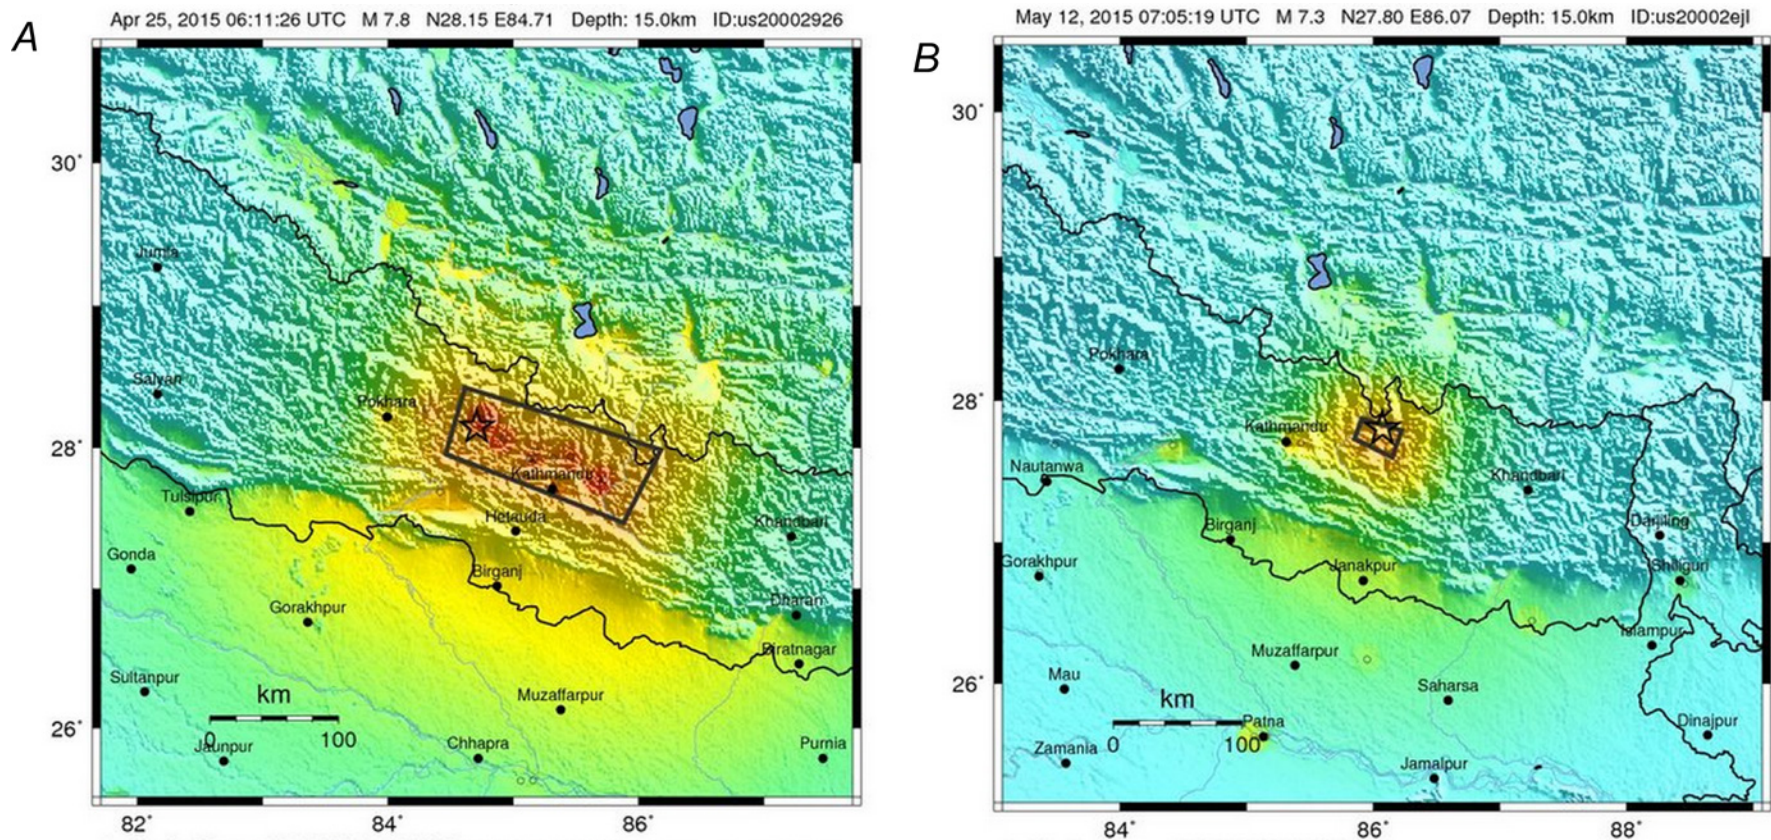 Apr 25, 2015 06:11:26 UTC M 7.8 N28.15 E84.71 Depth: 15.0km ID:us20002926
A
30°
28°
26°
82°
84°
86°
Jumla
Salyan
Pokhara
Kathmandu
Tulsipur
Hetauda
Khandbari
Gonda
Birganj
Gorakhpur
Dharan
Biratnagar
Sultanpur
km
0
100
Muzaffarpur
Jaunpur
Chhapra
Purnia
May 12, 2015 07:05:19 UTC M 7.3 N27.80 E86.07 Depth: 15.0km ID:us20002ejl
B
30°
28°
26°
84°
86°
88°
Pokhara
Kathmandu
Nautanwa
Khandbari
Birganj
Darjiling
Gorakhpur
Janakpur
Shiliguri
Islampur
Muzaffarpur
Mau
Saharsa
km
0
100
Patna
Dinajpur
Zamania
Jamalpur